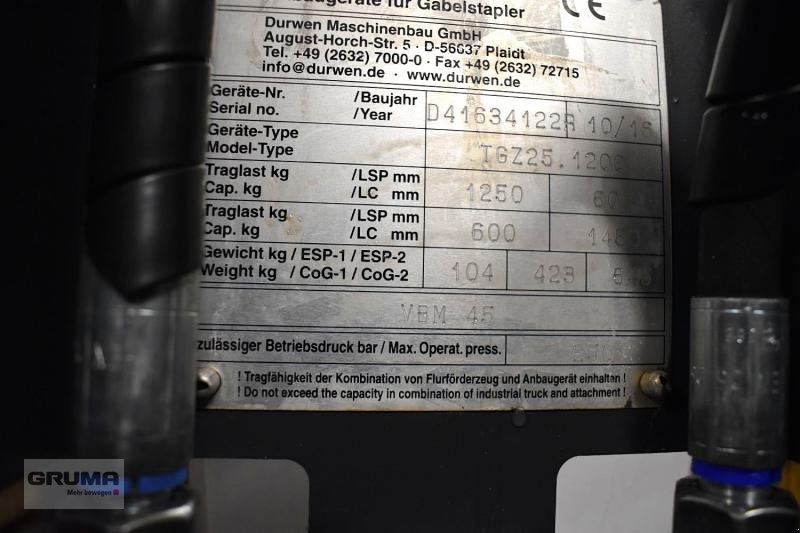 für Gabelstapler CE
Durwen Maschinenbau GmbH
August-Horch-Str. 5 · D-56637 Plaidt
Tel. +49 (2632) 7000-0 · Fax +49 (2632) 72715
info@durwen.de · www.durwen.de
Geräte-Nr. /Baujahr
Serial no. /Year D41634122R 10/16
Geräte-Type
Model-Type TGZ25.1200
Traglast kg /LSP mm
Cap. kg /LC mm 1250
Traglast kg /LSP mm
Cap. kg /LC mm 600
Gewicht kg / ESP-1 / ESP-2
Weight kg / CoG-1 / CoG-2 104 423
VBM 45
zulässiger Betriebsdruck bar / Max. Operat. press.
! Tragfähigkeit der Kombination von Flurförderzeug und Anbaugerät einhalten !
! Do not exceed the capacity in combination of industrial truck and attachment !
GRUMA
Mehr bewegen